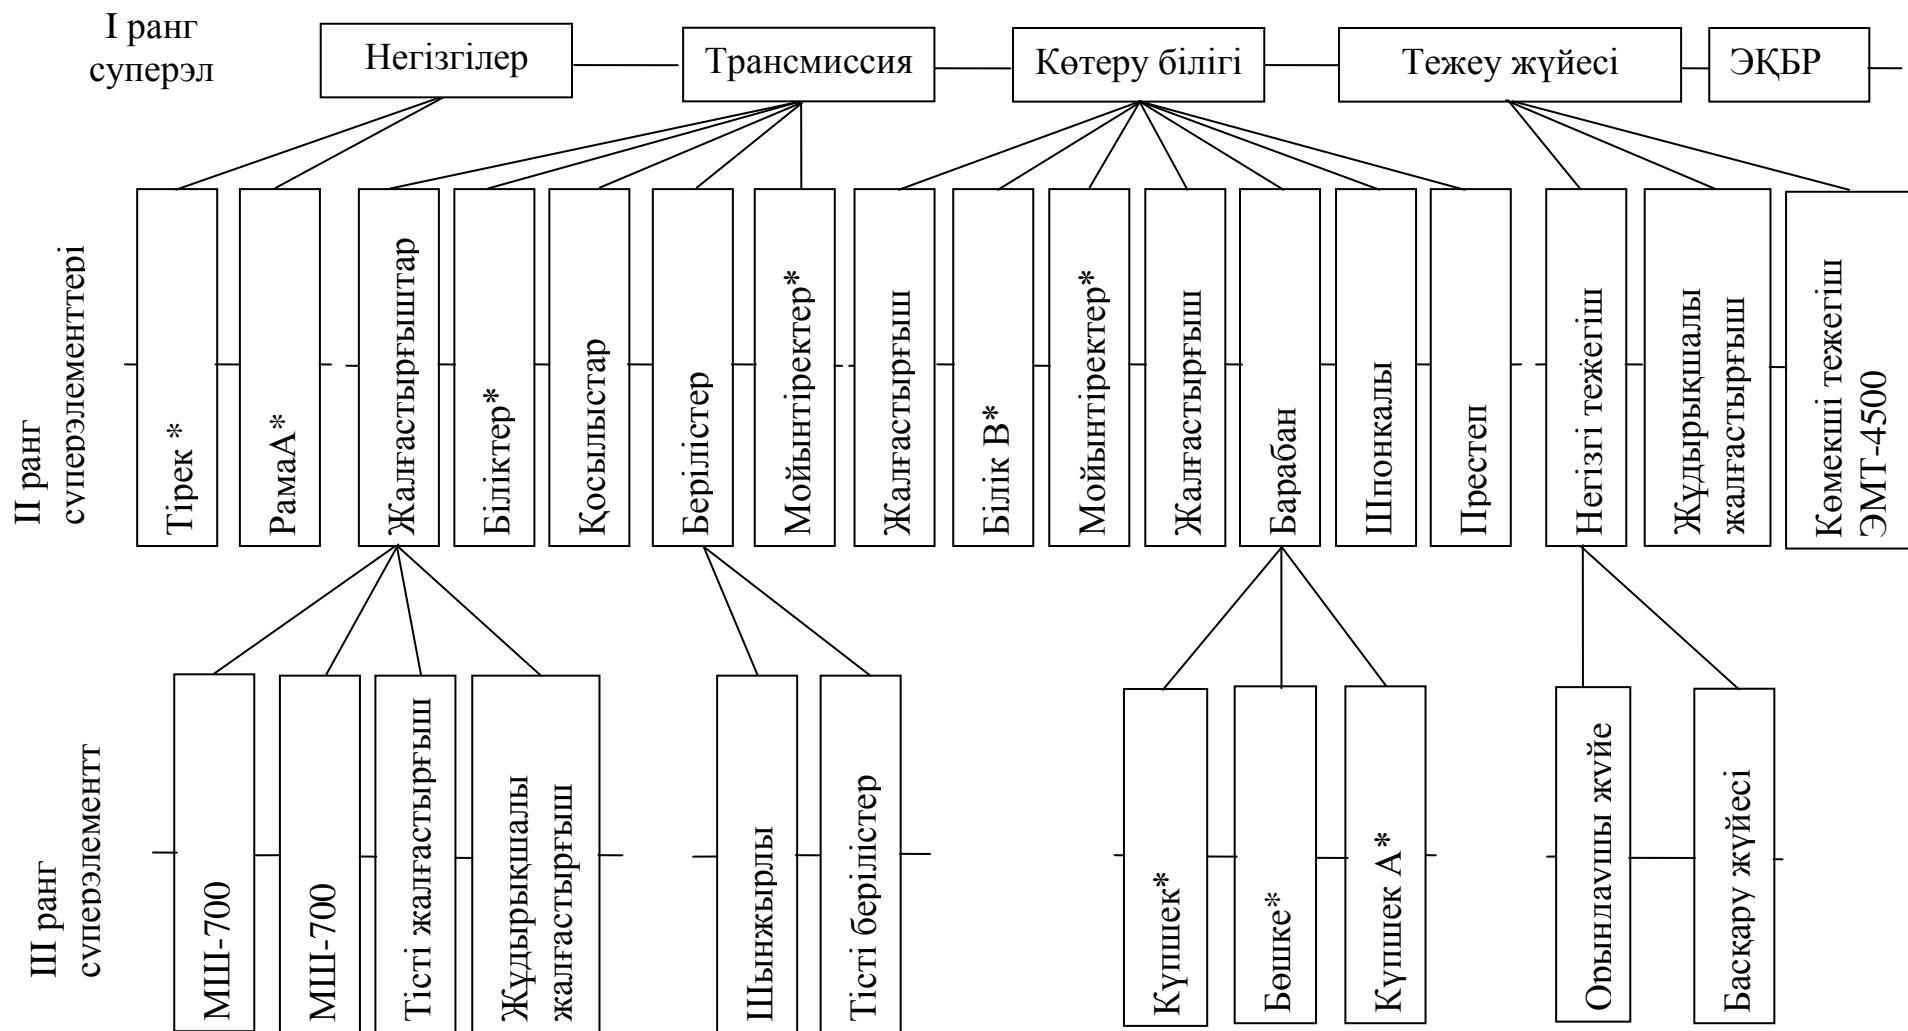 I ранг
суперэл
Негізгілер
Трансмиссия
Көтеру білігі
Тежеу жүйесі
ЭҚБР
II ранг
суперэлементтері
Тірек *
РамаА*
Жалғастырғыштар
Біліктер*
Қосылыстар
Берілістер
Мойынтіректер*
Жалғастырғыш
Білік В*
Мойынтіректер*
Жалғастырғыш
Барабан
Шпонкалы
Престеп
Негізгі тежегіш
Жұдырықшалы
жалғастырғыш
Көмекші тежегіш
ЭМТ-4500
III ранг
суперэлементт
МШ-700
МШ-700
Тісті жалғастырғыш
Жұдырықшалы
жалғастырғыш
Шынжырлы
Тісті берілістер
Күпшек*
Бөшке*
Күпшек А*
Орындаушы жүйе
Басқару жүйесі